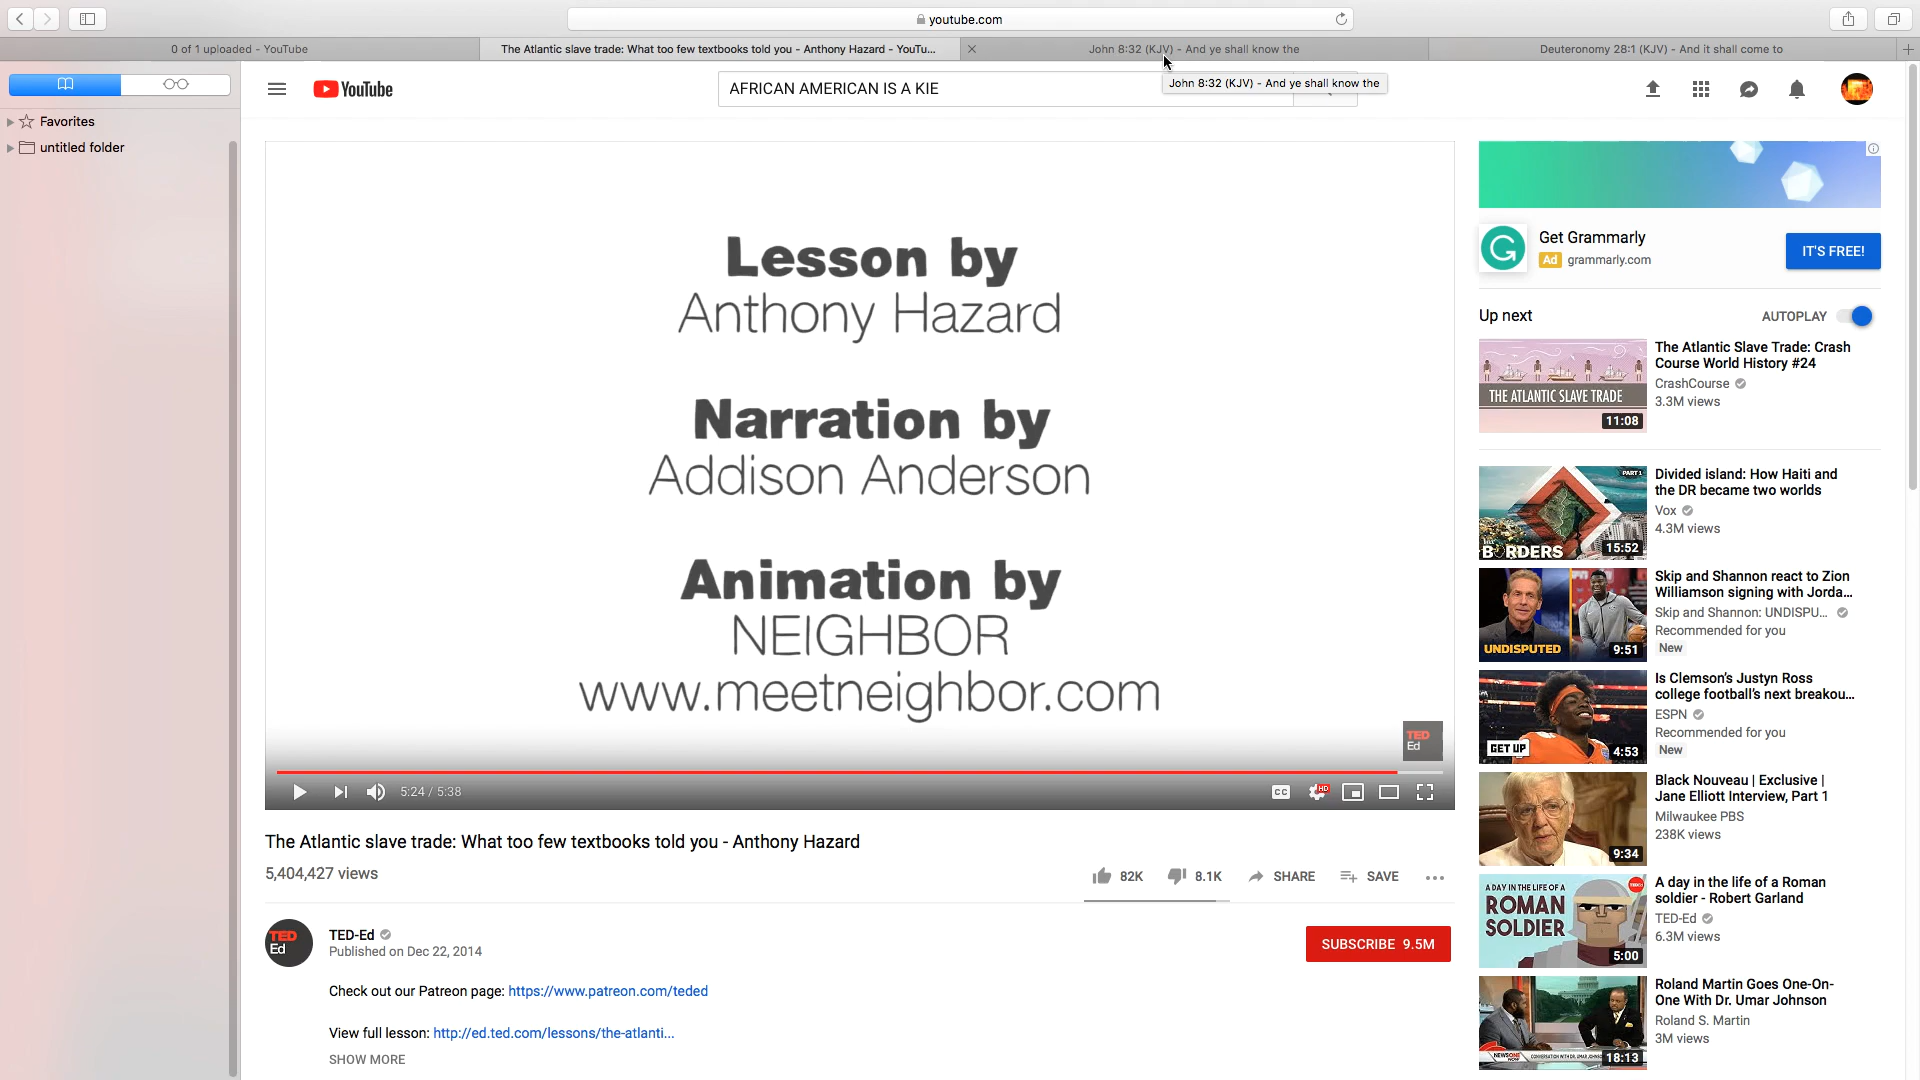 youtube.com
0 of 1 uploaded - YouTube
The Atlantic slave trade: What too few textbooks told you - Anthony Hazard - YouTu...
John 8:32 (KJV) - And ye shall know the
Deuteronomy 28:1 (KJV) - And it shall come to
John 8:32 (KJV) - And ye shall know the
Favorites
untitled folder
YouTube
AFRICAN AMERICAN IS A KIE
Lesson by
Anthony Hazard
Narration by
Addison Anderson
Animation by
NEIGHBOR
www.meetneighbor.com
TED
Ed
5:24 / 5:38
CC
HD
The Atlantic slave trade: What too few textbooks told you - Anthony Hazard
5,404,427 views
82K
8.1K
SHARE
SAVE
TED
Ed
TED-Ed
Published on Dec 22, 2014
SUBSCRIBE 9.5M
Check out our Patreon page: https://www.patreon.com/teded
View full lesson: http://ed.ted.com/lessons/the-atlanti...
SHOW MORE
Get Grammarly
Ad grammarly.com
IT'S FREE!
Up next
AUTOPLAY
THE ATLANTIC SLAVE TRADE
11:08
The Atlantic Slave Trade: Crash
Course World History #24
CrashCourse
3.3M views
PART 1
BORDERS
15:52
Divided island: How Haiti and
the DR became two worlds
Vox
4.3M views
UNDISPUTED
9:51
Skip and Shannon react to Zion
Williamson signing with Jorda...
Skip and Shannon: UNDISPU...
Recommended for you
New
GET UP
4:53
Is Clemson's Justyn Ross
college football's next breakou...
ESPN
Recommended for you
New
9:34
Black Nouveau | Exclusive |
Jane Elliott Interview, Part 1
Milwaukee PBS
238K views
A DAY IN THE LIFE OF A
ROMAN
SOLDIER
5:00
A day in the life of a Roman
soldier - Robert Garland
TED-Ed
6.3M views
NEWSONE
NOW
CONVERSATION WITH DR. UMAR JOHNSON
18:13
Roland Martin Goes One-On-
One With Dr. Umar Johnson
Roland S. Martin
3M views